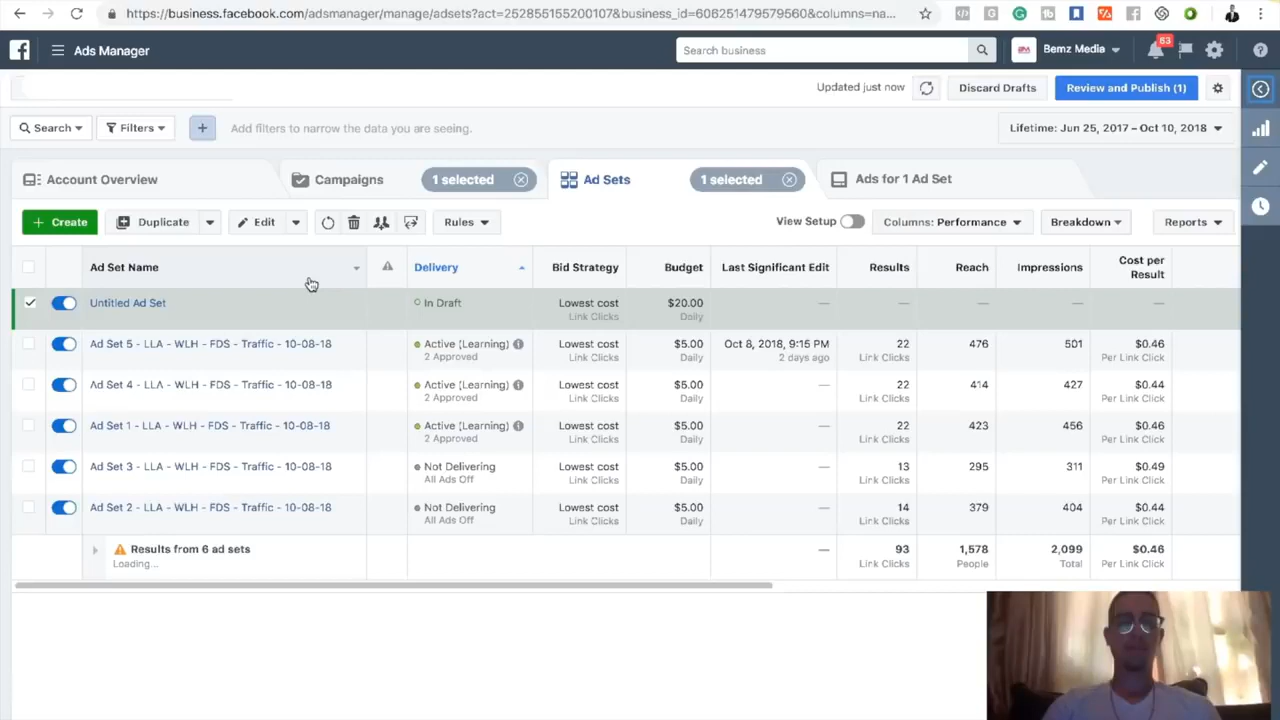 https://business.facebook.com/adsmanager/manage/adsets?act=252855155200107&business_id=606251479579560&columns=na...
Ads Manager
Search business
Bemz Media
63
Updated just now
Discard Drafts
Review and Publish (1)
Search
Filters
Add filters to narrow the data you are seeing.
Lifetime: Jun 25, 2017 – Oct 10, 2018
Account Overview
Campaigns
1 selected
Ad Sets
1 selected
Ads for 1 Ad Set
+ Create
Duplicate
Edit
Rules
View Setup
Columns: Performance
Breakdown
Reports
Ad Set Name
Delivery
Bid Strategy
Budget
Last Significant Edit
Results
Reach
Impressions
Cost per
Result
Untitled Ad Set In Draft Lowest cost $20.00 — — — — —
Link Clicks Daily
Ad Set 5 - LLA - WLH - FDS - Traffic - 10-08-18 Active (Learning) Lowest cost $5.00 Oct 8, 2018, 9:15 PM 22 476 501 $0.46
2 Approved Link Clicks Daily 2 days ago Link Clicks Per Link Click
Ad Set 4 - LLA - WLH - FDS - Traffic - 10-08-18 Active (Learning) Lowest cost $5.00 — 22 414 427 $0.44
2 Approved Link Clicks Daily Link Clicks Per Link Click
Ad Set 1 - LLA - WLH - FDS - Traffic - 10-08-18 Active (Learning) Lowest cost $5.00 — 22 423 456 $0.46
2 Approved Link Clicks Daily Link Clicks Per Link Click
Ad Set 3 - LLA - WLH - FDS - Traffic - 10-08-18 Not Delivering Lowest cost $5.00 — 13 295 311 $0.49
All Ads Off Link Clicks Daily Link Clicks Per Link Click
Ad Set 2 - LLA - WLH - FDS - Traffic - 10-08-18 Not Delivering Lowest cost $5.00 — 14 379 404 $0.44
All Ads Off Link Clicks Daily Link Clicks Per Link Click
Results from 6 ad sets — 93 1,578 2,099 $0.46
Loading... Link Clicks People Total Per Link Click